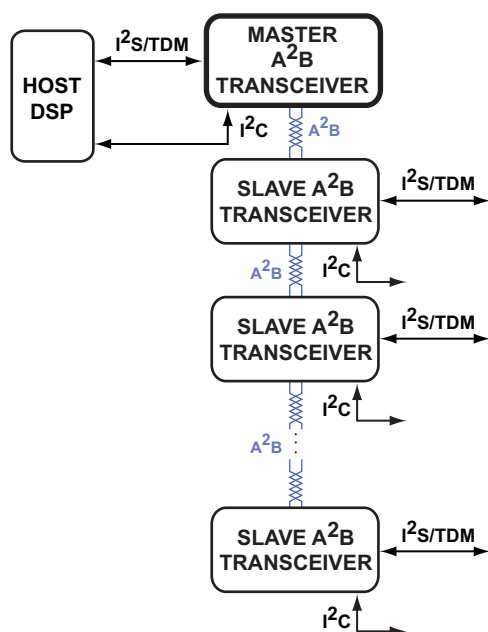 I²S/TDM
MASTER
A²B
TRANSCEIVER
HOST
DSP
I²C
A²B
SLAVE A²B
TRANSCEIVER
I²S/TDM
A²B
I²C
SLAVE A²B
TRANSCEIVER
I²S/TDM
I²C
A²B
SLAVE A²B
TRANSCEIVER
I²S/TDM
I²C